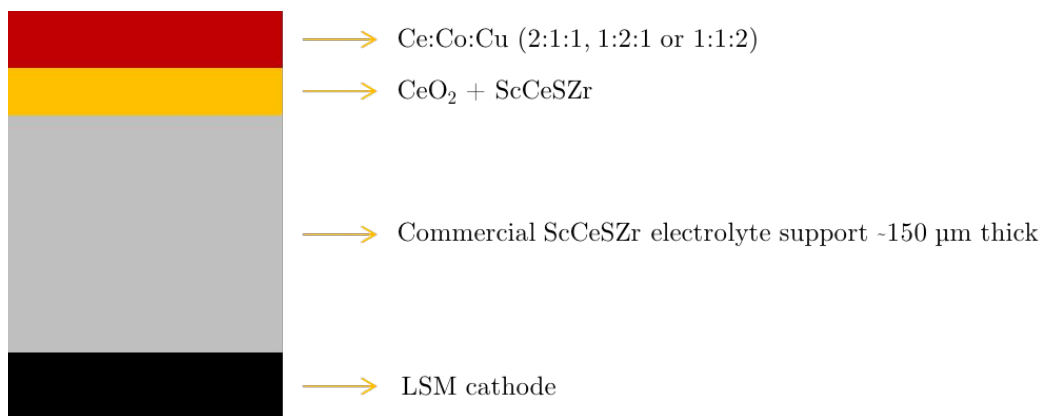 Ce:Co:Cu (2:1:1, 1:2:1 or 1:1:2)
CeO₂ + ScCeSZr
Commercial ScCeSZr electrolyte support ~150 µm thick
LSM cathode